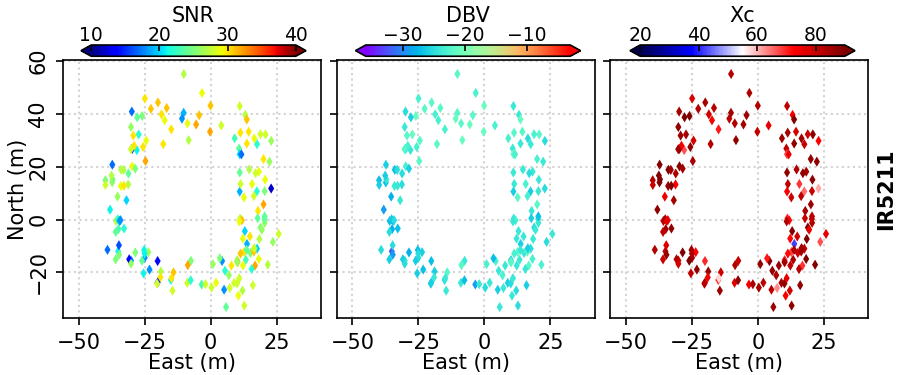 SNR DBV Xc
10 20 30 40 −30 −20 −10 20 40 60 80
60
40
20
0
−20
North (m)
IR5211
−50 −25 0 25 −50 −25 0 25 −50 −25 0 25
East (m) East (m) East (m)